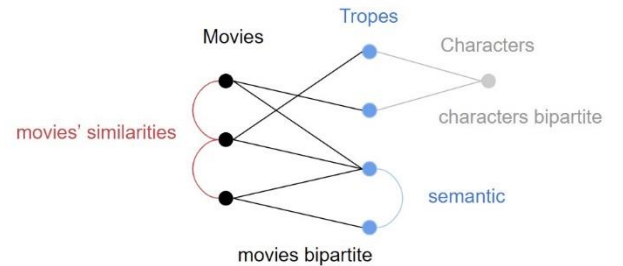 Tropes
Movies
Characters
characters bipartite
movies' similarities
semantic
movies bipartite